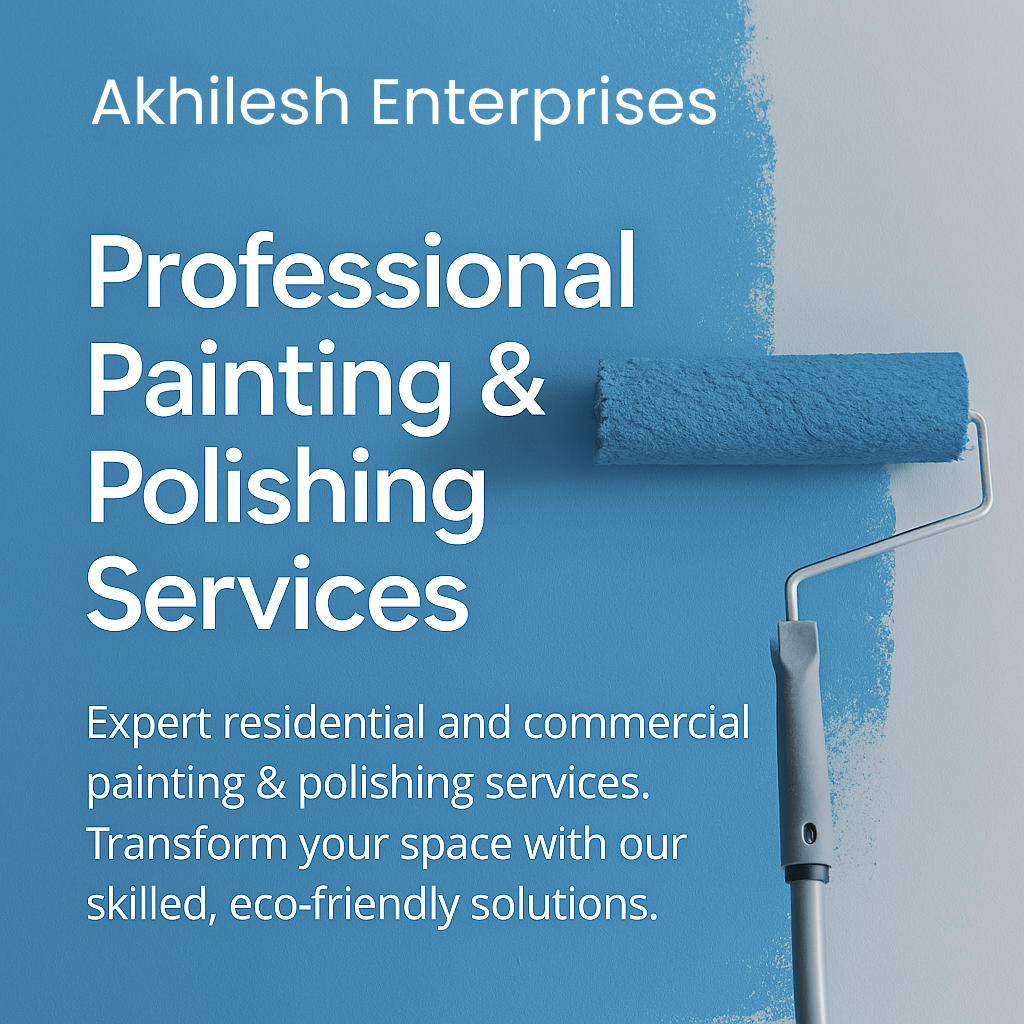 Akhilesh Enterprises
Professional
Painting &
Polishing
Services
Expert residential and commercial
painting & polishing services.
Transform your space with our
skilled, eco-friendly solutions.